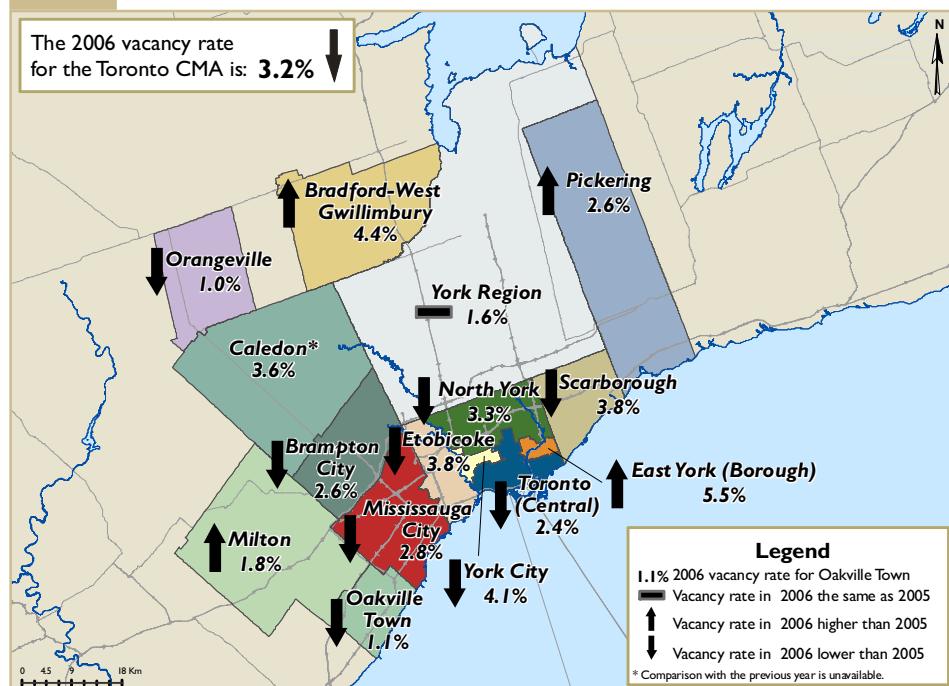 The 2006 vacancy rate
for the Toronto CMA is: 3.2%
N
Bradford-West
Gwillimbury
4.4%
Pickering
2.6%
Orangeville
1.0%
York Region
1.6%
Caledon*
3.6%
North York
3.3%
Scarborough
3.8%
Etobicoke
3.8%
Brampton
City
2.6%
East York (Borough)
5.5%
Toronto
(Central)
2.4%
Mississauga
City
2.8%
Milton
1.8%
York City
4.1%
Oakville
Town
1.1%
Legend
1.1% 2006 vacancy rate for Oakville Town
Vacancy rate in 2006 the same as 2005
Vacancy rate in 2006 higher than 2005
Vacancy rate in 2006 lower than 2005
* Comparison with the previous year is unavailable.
0 4.5 9 18 Km